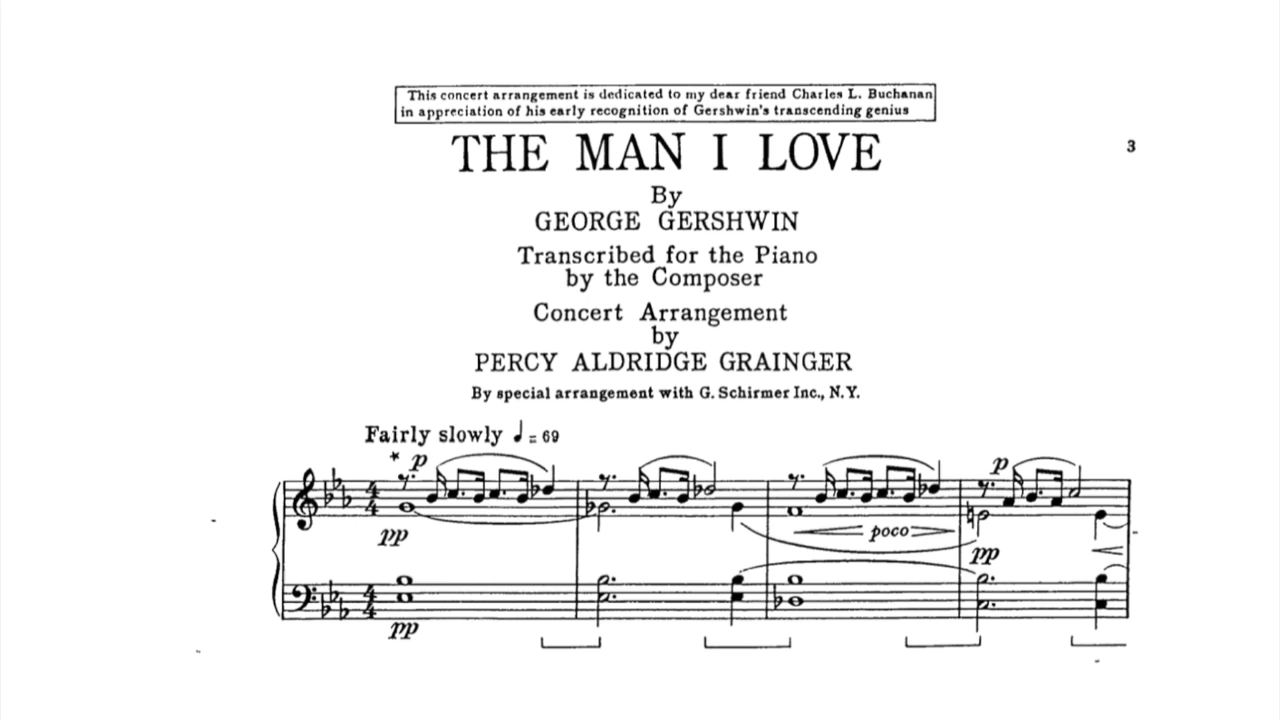 This concert arrangement is dedicated to my dear friend Charles L. Buchanan
in appreciation of his early recognition of Gershwin's transcending genius
THE MAN I LOVE
3
By
GEORGE GERSHWIN
Transcribed for the Piano
by the Composer
Concert Arrangement
by
PERCY ALDRIDGE GRAINGER
By special arrangement with G. Schirmer Inc., N.Y.
Fairly slowly ♩ = 69
* p
p
pp
poco
pp
pp